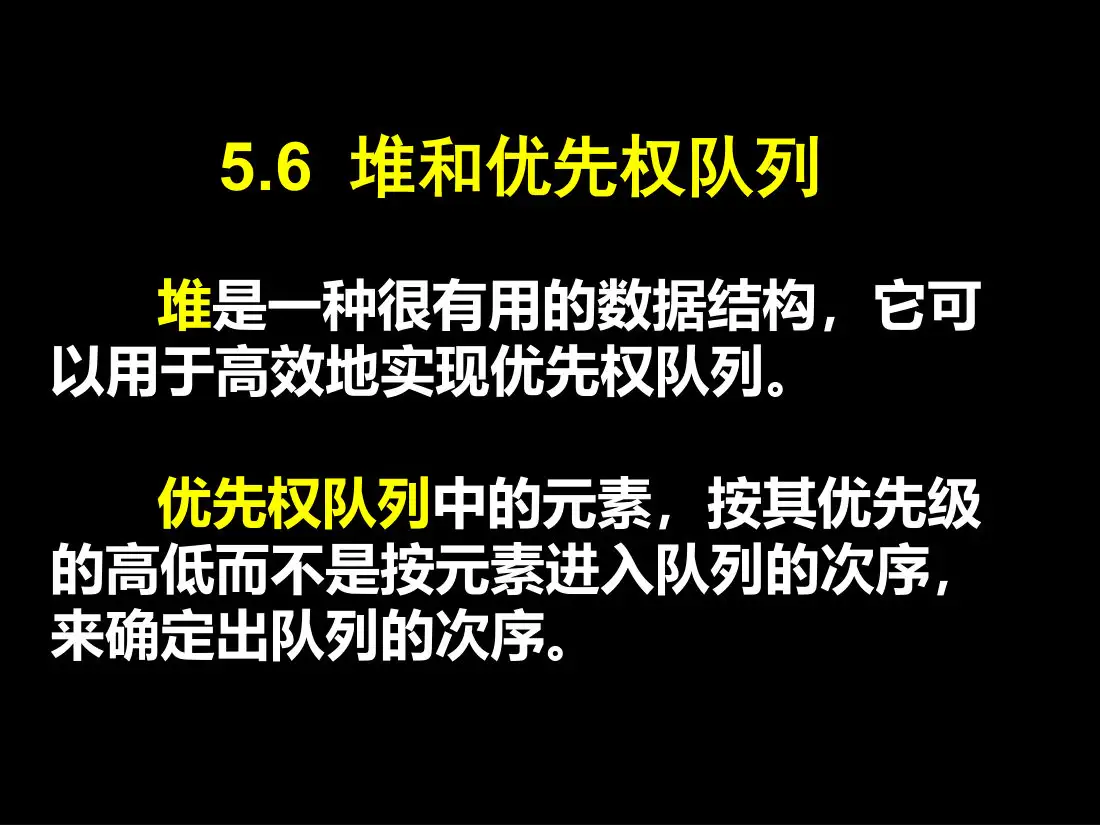 5.6 堆和优先权队列
堆是一种很有用的数据结构，它可
以用于高效地实现优先权队列。
优先权队列中的元素，按其优先级
的高低而不是按元素进入队列的次序，
来确定出队列的次序。